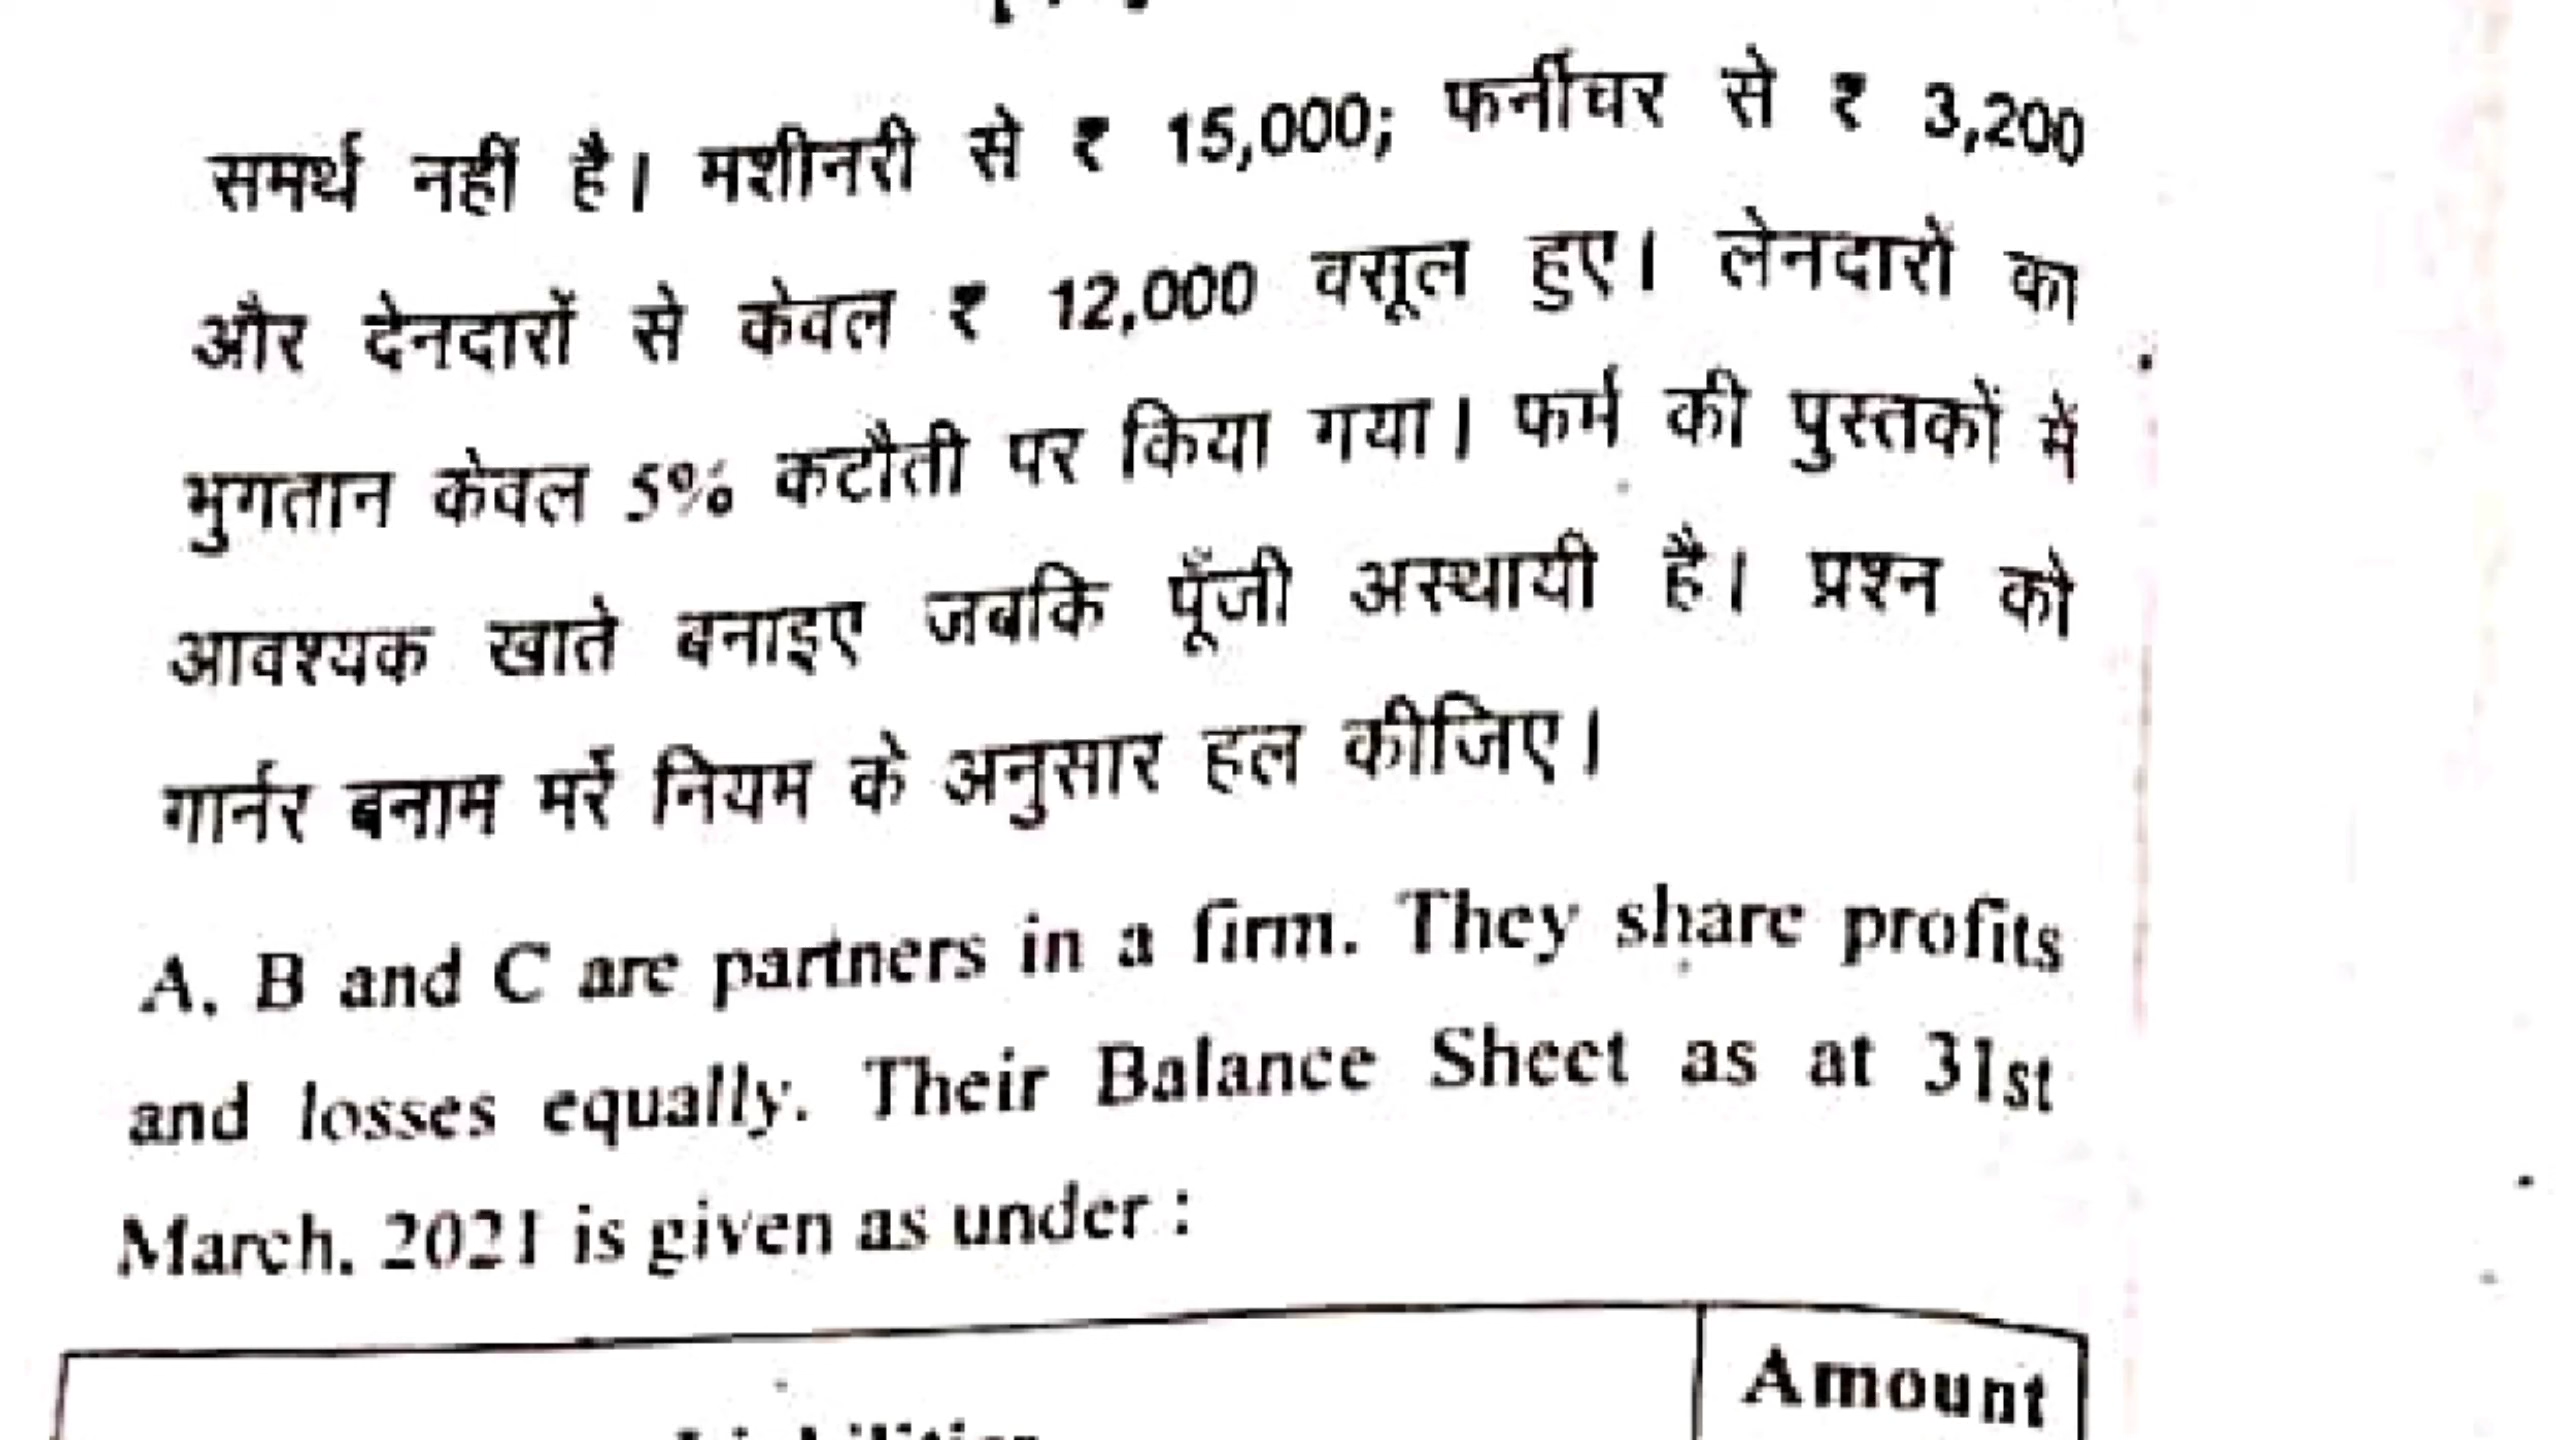 समर्थ नहीं है। मशीनरी से ₹ 15,000; फर्नीचर से ₹ 3,200
और देनदारों से केवल ₹ 12,000 वसूल हुए। लेनदारों का
भुगतान केवल 5% कटौती पर किया गया। फर्म की पुस्तकों में
आवश्यक खाते बनाइए जबकि पूँजी अस्थायी है। प्रश्न को
गार्नर बनाम मर्रे नियम के अनुसार हल कीजिए।
A, B and C are partners in a firm. They share profits
and losses equally. Their Balance Sheet as at 31st
March, 2021 is given as under :
Amount